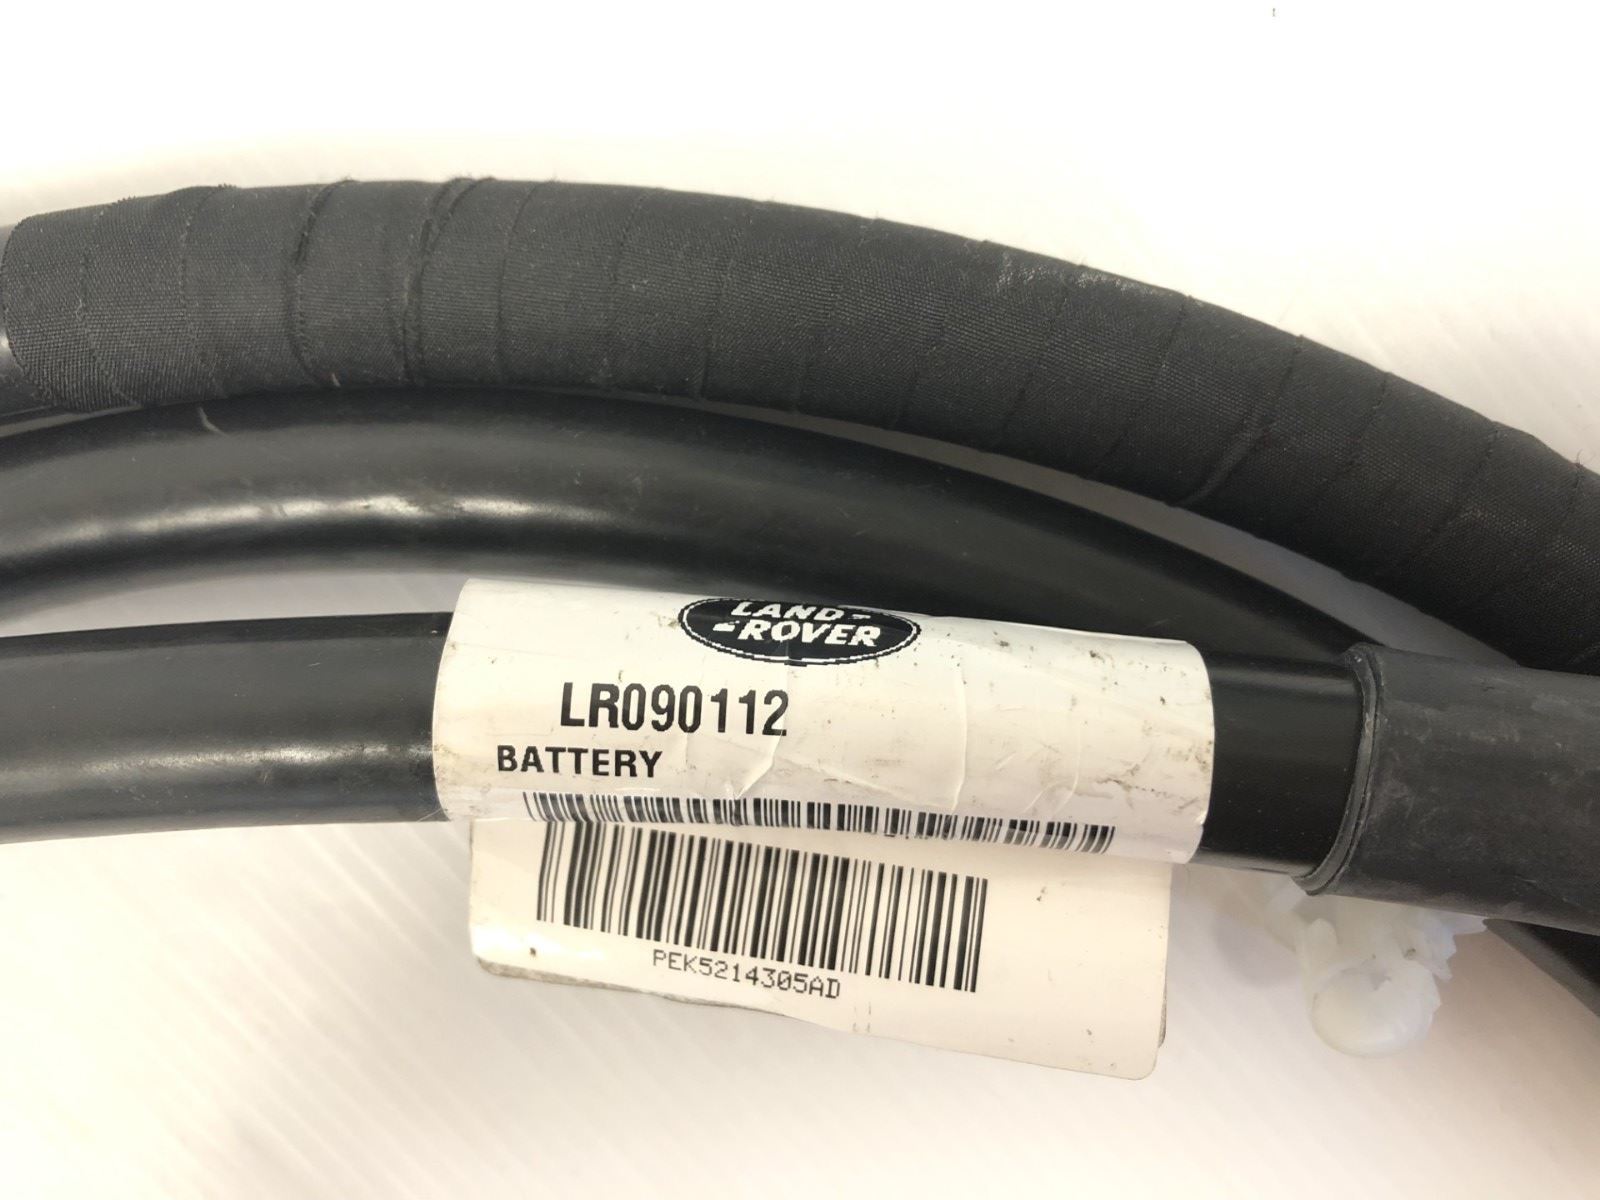 LAND-
-ROVER
LR090112
BATTERY
PEK5214305AD